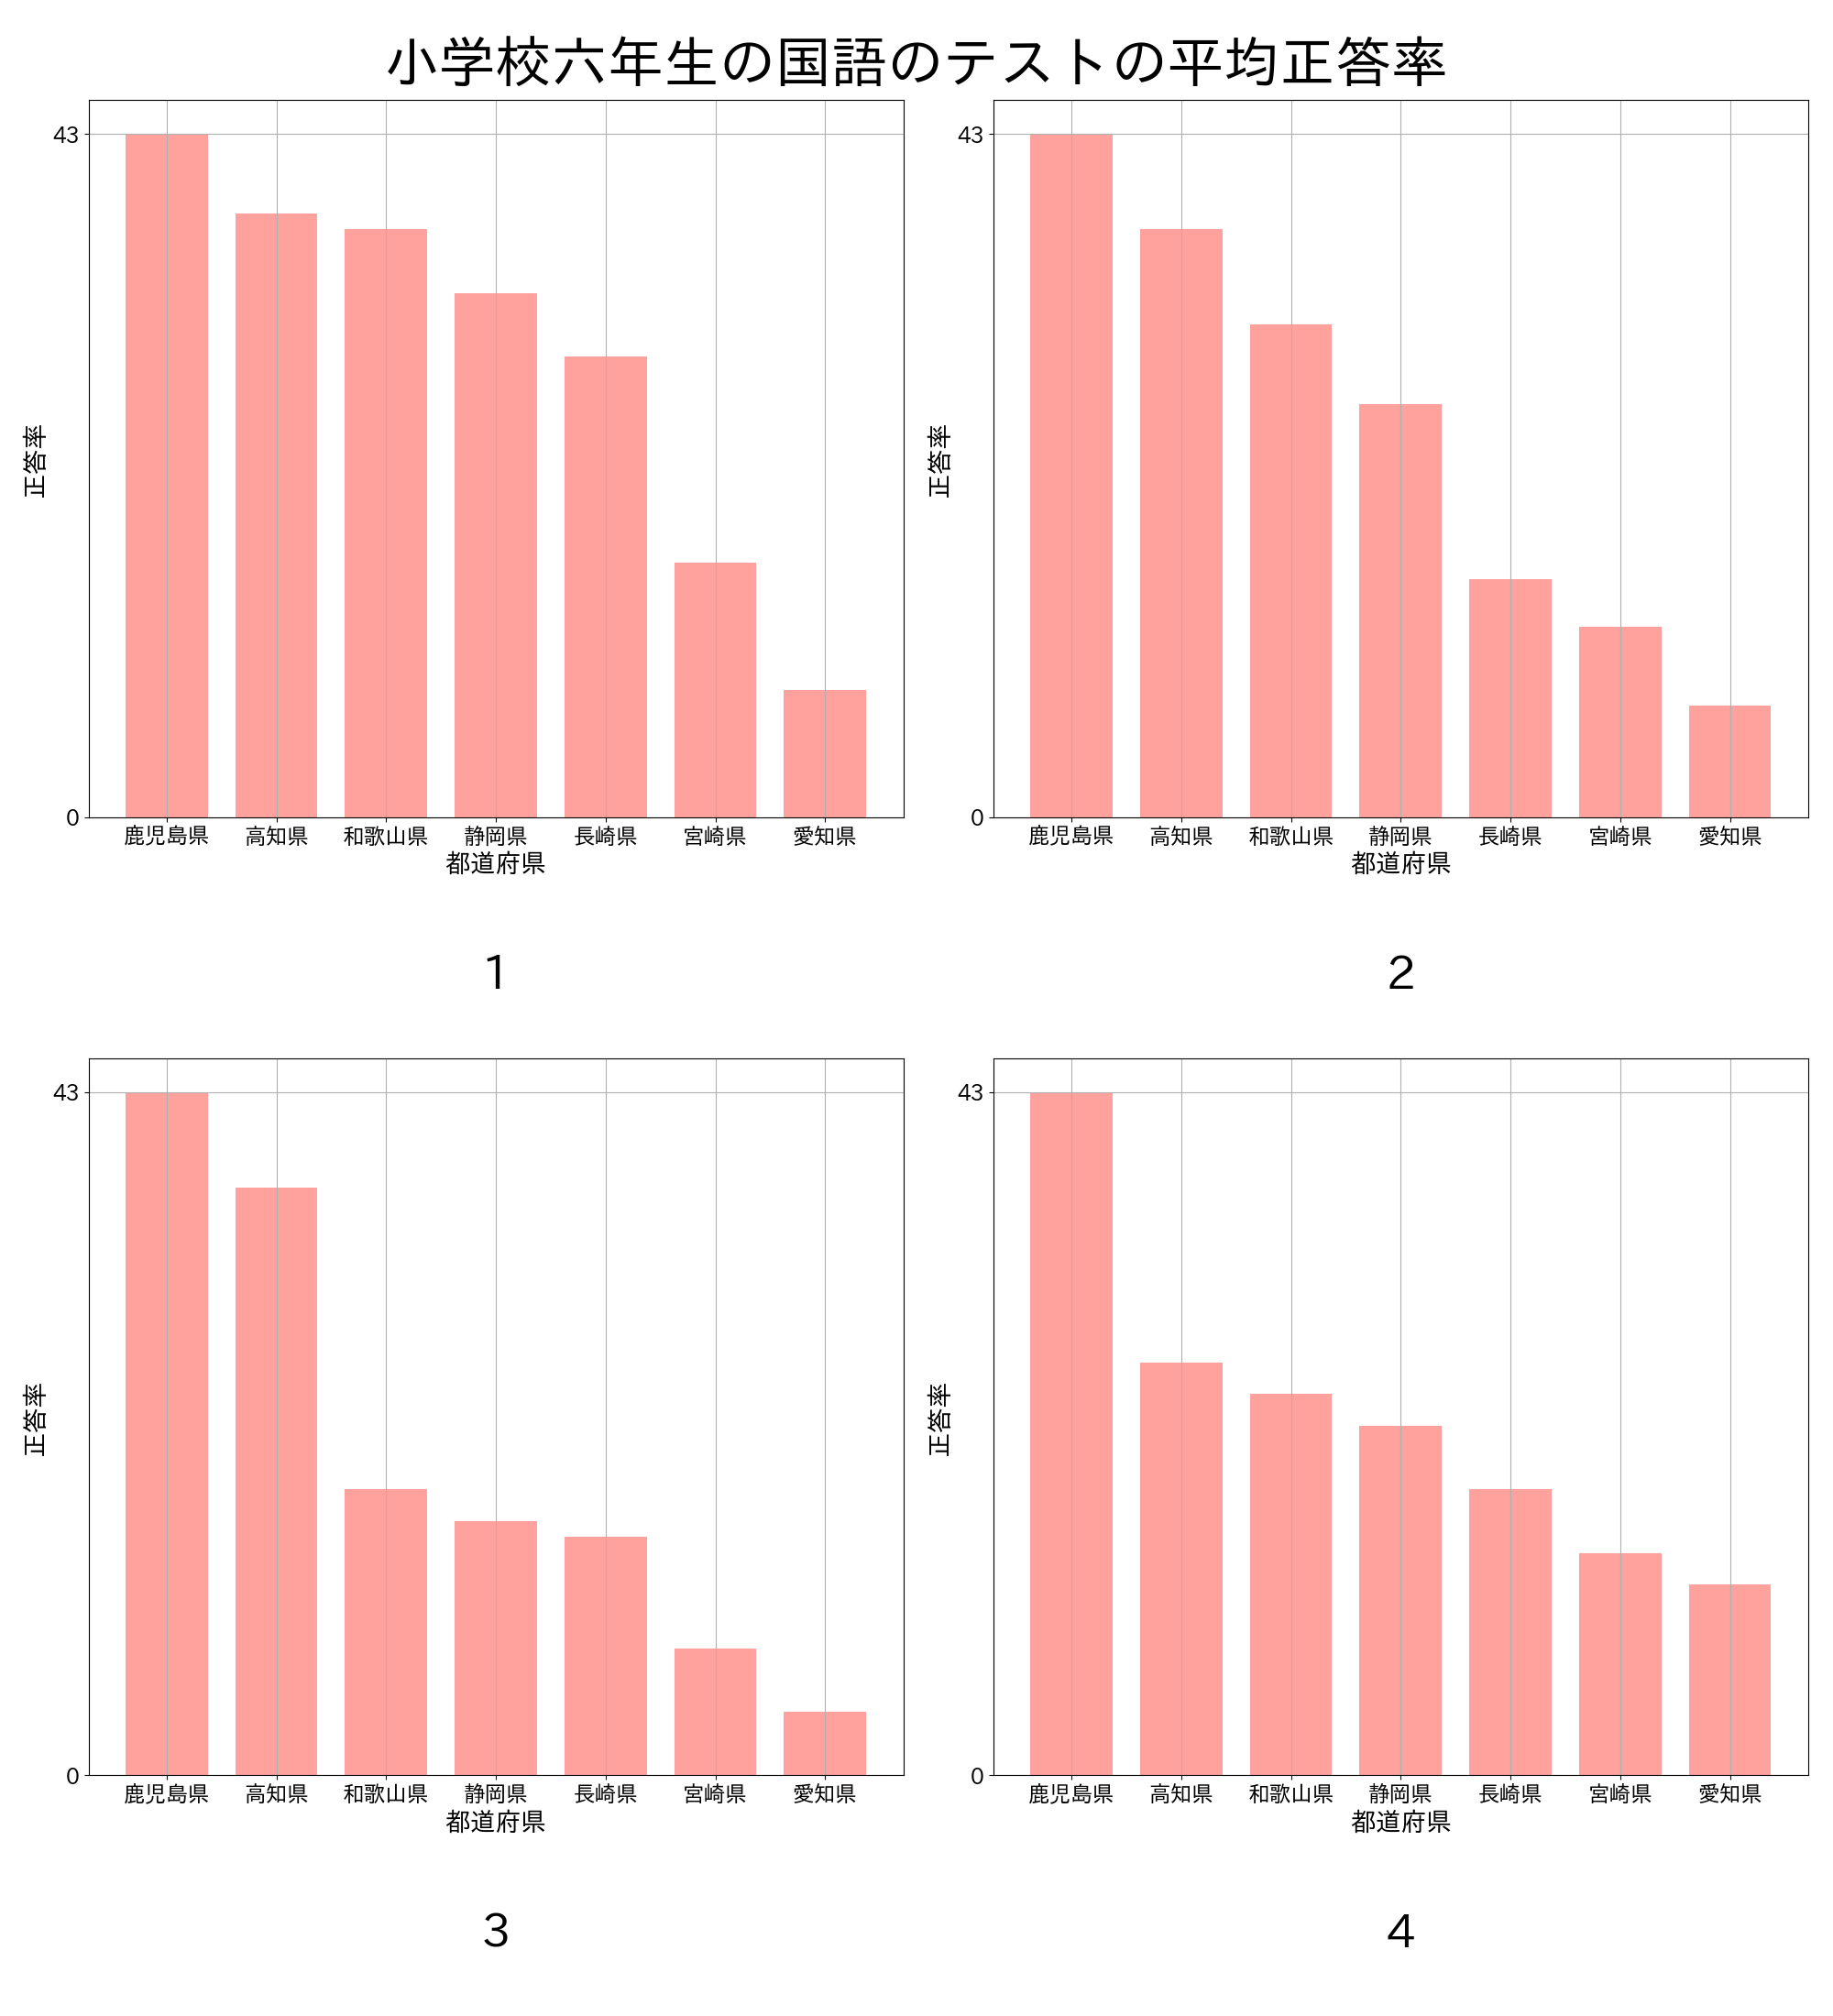 小学校六年生の国語のテストの平均正答率
43
正答率
0
鹿児島県 高知県 和歌山県 静岡県 長崎県 宮崎県 愛知県
都道府県
1
43
正答率
0
鹿児島県 高知県 和歌山県 静岡県 長崎県 宮崎県 愛知県
都道府県
2
43
正答率
0
鹿児島県 高知県 和歌山県 静岡県 長崎県 宮崎県 愛知県
都道府県
3
43
正答率
0
鹿児島県 高知県 和歌山県 静岡県 長崎県 宮崎県 愛知県
都道府県
4